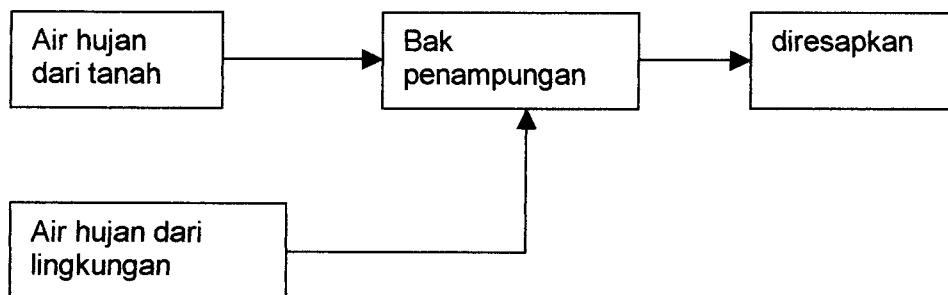 Air hujan
dari tanah
Bak
penampungan
diresapkan
Air hujan dari
lingkungan